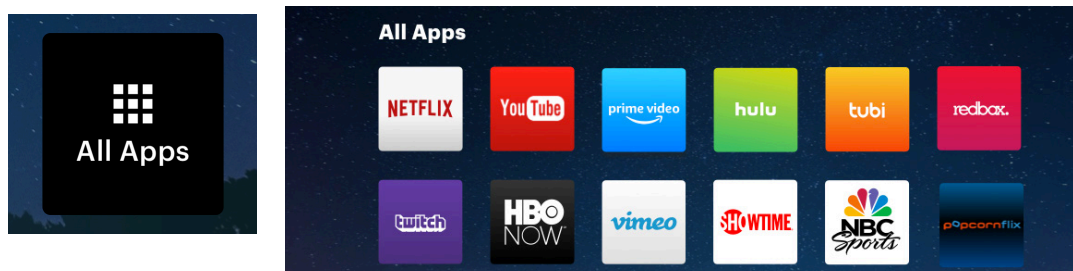 All Apps
All Apps
NETFLIX
YouTube
prime video
hulu
tubi
redbox.
twitch
HBO
NOW
vimeo
SHOWTIME
NBC
Sports
popcornflix